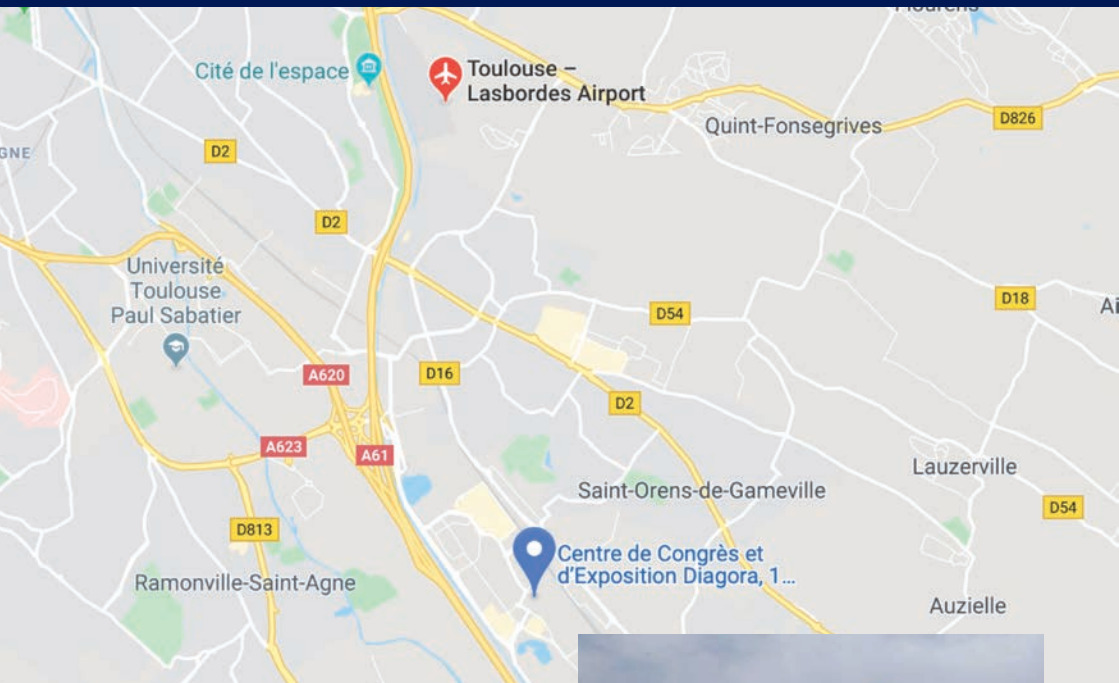 Cité de l'espace
Toulouse –
Lasbordes Airport
Quint-Fonsegrives
D826
D2
D2
Université
Toulouse
Paul Sabatier
D54
D18
A620
D16
D2
A623
A61
Lauzerville
Saint-Orens-de-Gameville
D54
D813
Centre de Congrès et
d'Exposition Diagora, 1...
Ramonville-Saint-Agne
Auzielle